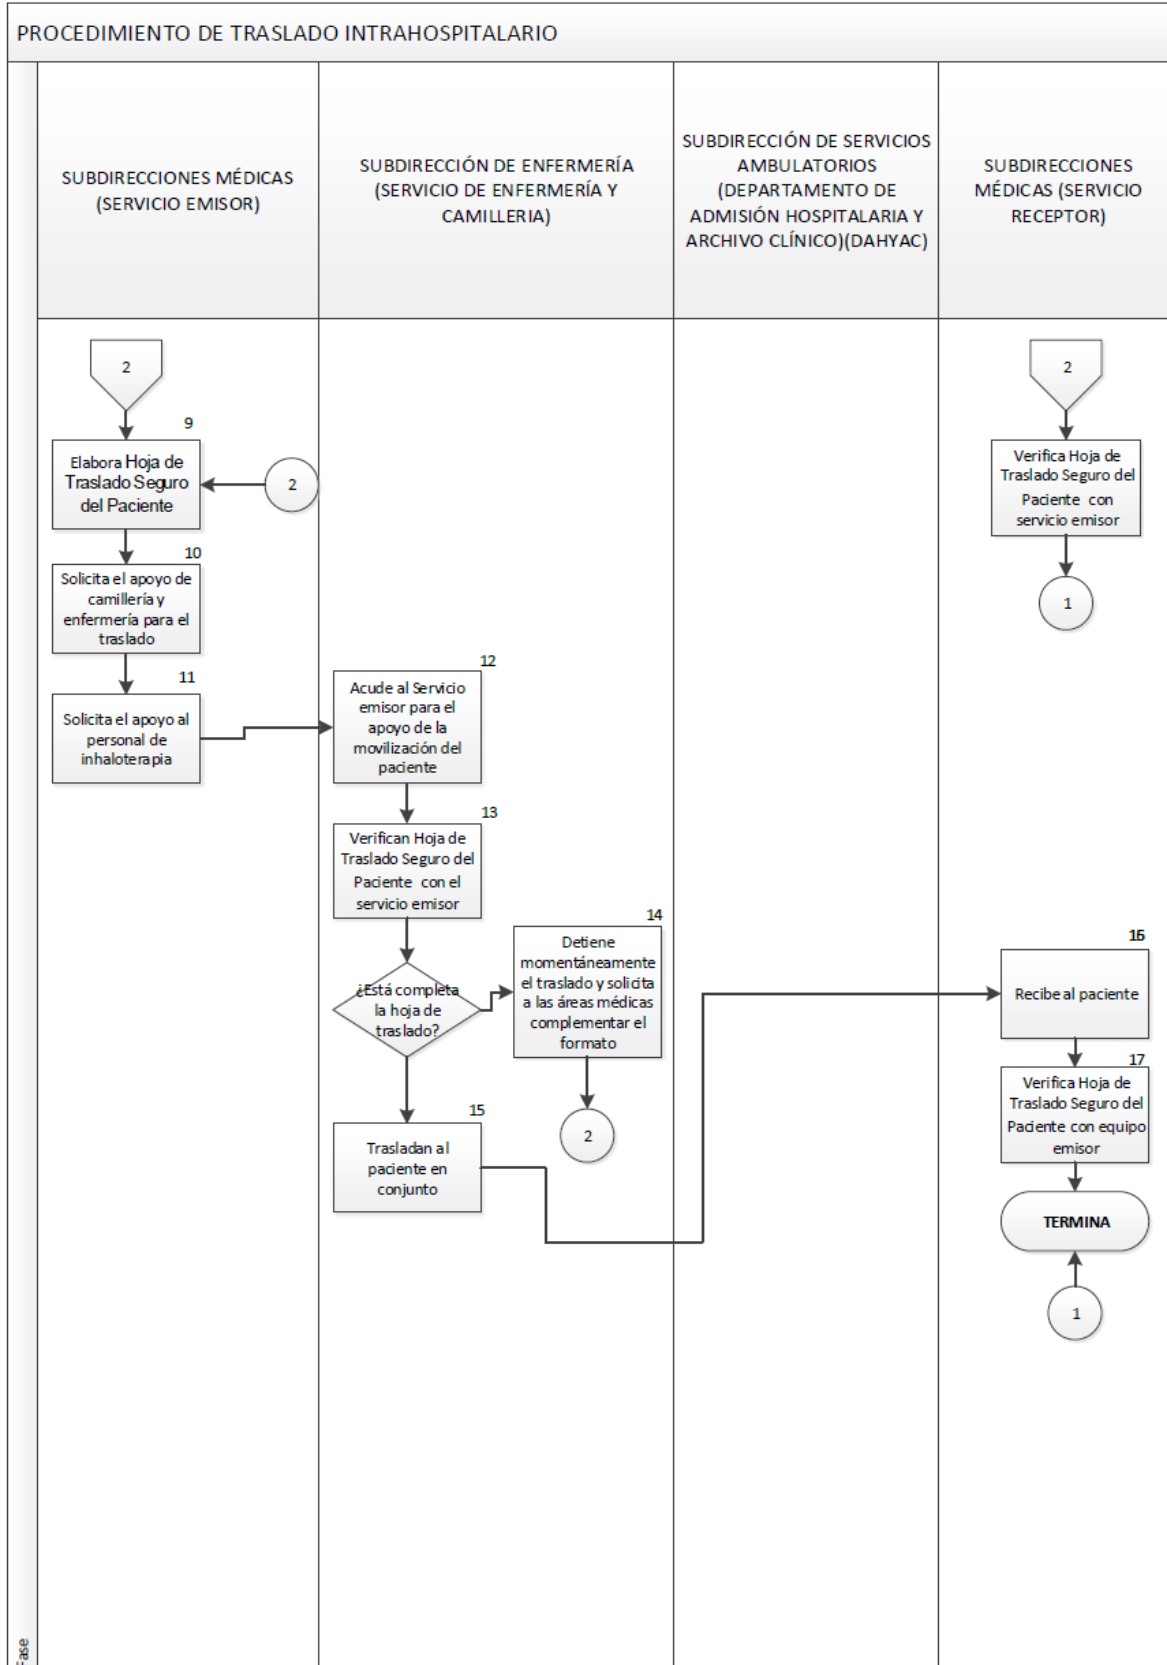 PROCEDIMIENTO DE TRASLADO INTRAHOSPITALARIO
SUBDIRECCIONES MÉDICAS
(SERVICIO EMISOR)
SUBDIRECCIÓN DE ENFERMERÍA
(SERVICIO DE ENFERMERÍA Y
CAMILLERIA)
SUBDIRECCIÓN DE SERVICIOS
AMBULATORIOS
(DEPARTAMENTO DE
ADMISIÓN HOSPITALARIA Y
ARCHIVO CLÍNICO)(DAHYAC)
SUBDIRECCIONES
MÉDICAS (SERVICIO
RECEPTOR)
2
9
Elabora Hoja de
Traslado Seguro
del Paciente
2
10
Solicita el apoyo de
camillería y
enfermería para el
traslado
11
Solicita el apoyo al
personal de
inhaloterapia
12
Acude al Servicio
emisor para el
apoyo de la
movilización del
paciente
13
Verifican Hoja de
Traslado Seguro del
Paciente con el
servicio emisor
¿Está completa
la hoja de
traslado?
14
Detiene
momentáneamente
el traslado y solicita
a las áreas médicas
complementar el
formato
2
15
Trasladan al
paciente en
conjunto
2
Verifica Hoja de
Traslado Seguro del
Paciente con
servicio emisor
1
16
Recibe al paciente
17
Verifica Hoja de
Traslado Seguro del
Paciente con equipo
emisor
TERMINA
1
Fase